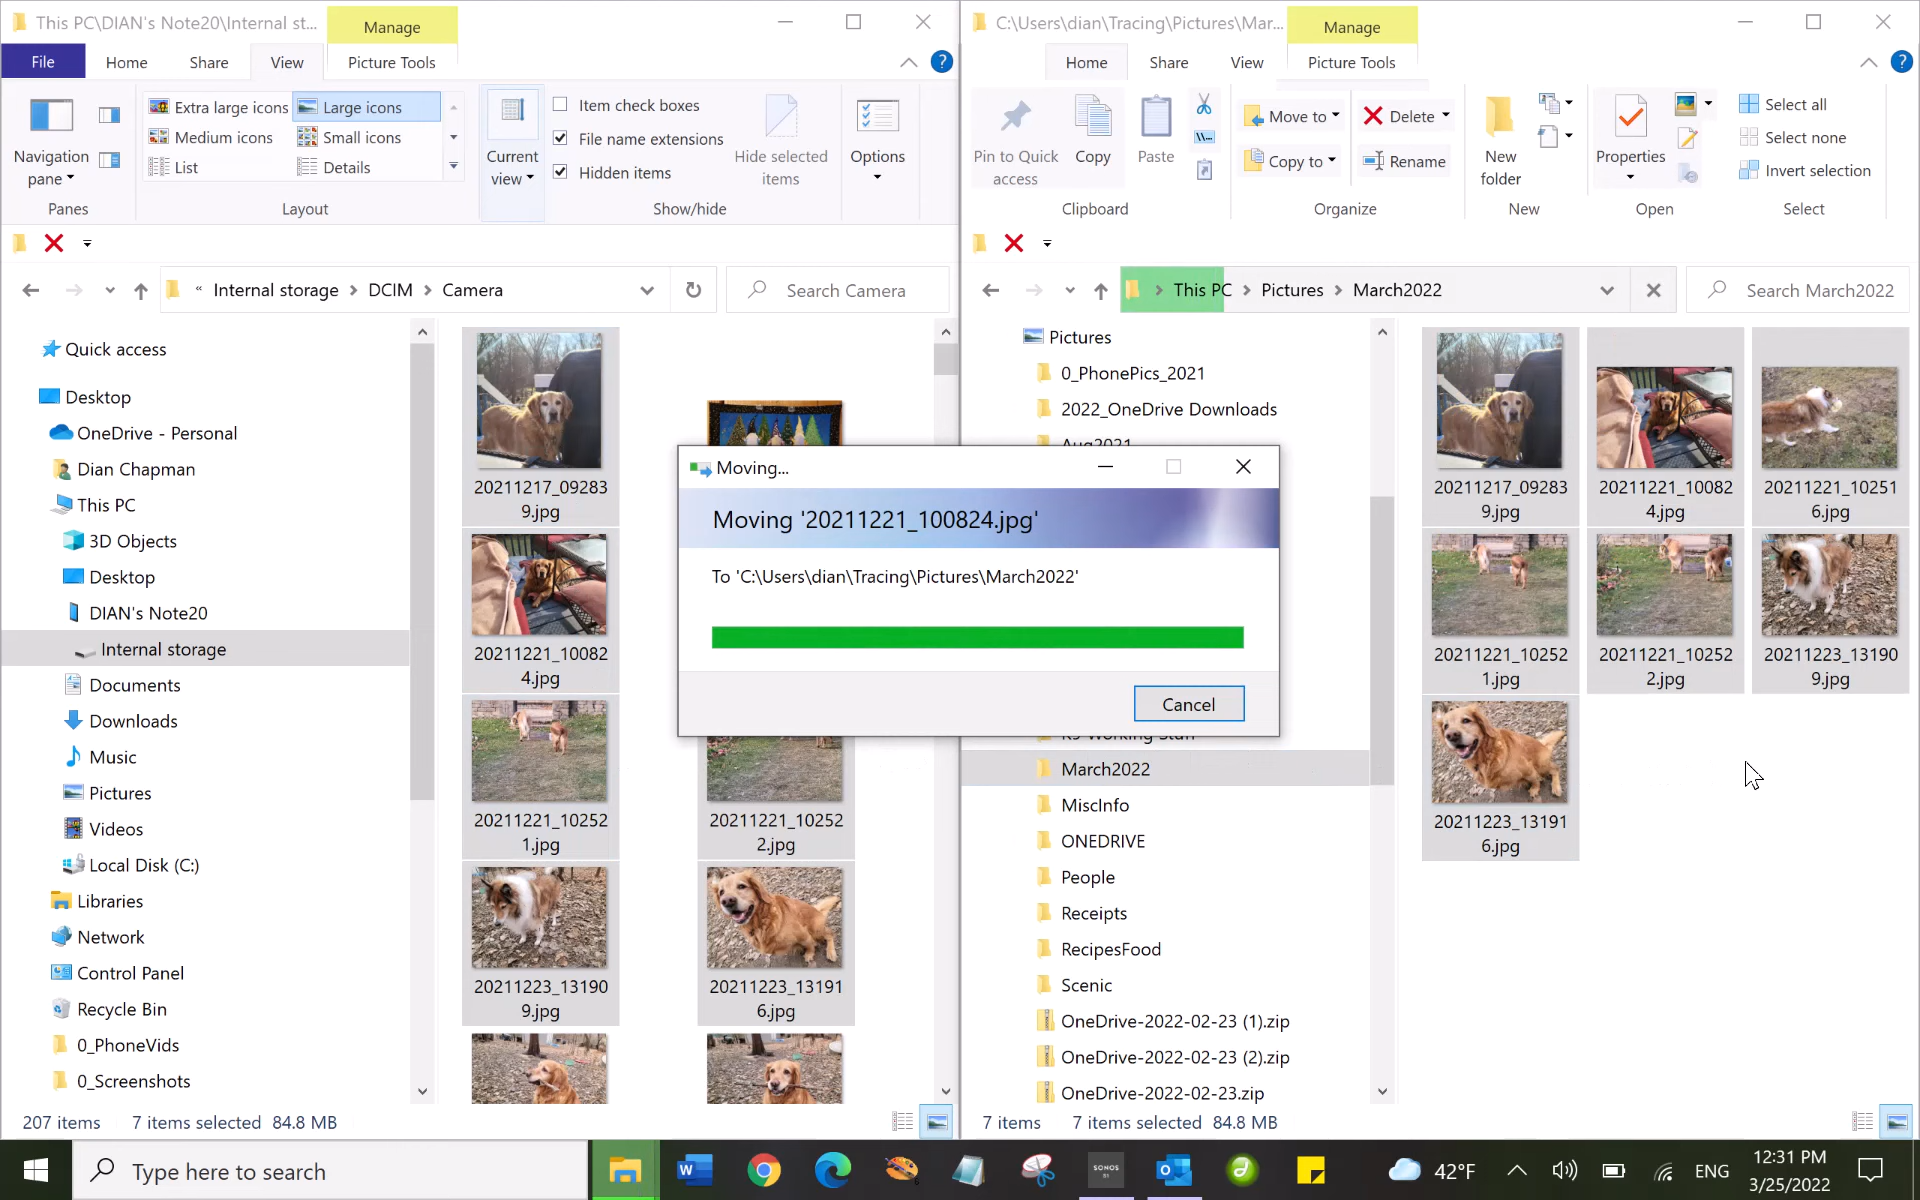 This PC\DIAN's Note20\Internal st...
Manage
File
Home
Share
View
Picture Tools
Navigation pane
Extra large icons
Large icons
Medium icons
Small icons
List
Details
Current view
Item check boxes
File name extensions
Hidden items
Hide selected items
Options
Panes
Layout
Show/hide
« Internal storage > DCIM > Camera
Search Camera
Quick access
Desktop
OneDrive - Personal
Dian Chapman
This PC
3D Objects
Desktop
DIAN's Note20
Internal storage
Documents
Downloads
Music
Pictures
Videos
Local Disk (C:)
Libraries
Network
Control Panel
Recycle Bin
0_PhoneVids
0_Screenshots
20211217_09283
9.jpg
20211221_10082
4.jpg
20211221_10252
1.jpg
20211221_10252
2.jpg
20211223_13190
9.jpg
20211223_13191
6.jpg
207 items
7 items selected 84.8 MB
Moving...
Moving '20211221_100824.jpg'
To 'C:\Users\dian\Tracing\Pictures\March2022'
Cancel
C:\Users\dian\Tracing\Pictures\Mar...
Manage
Home
Share
View
Picture Tools
Pin to Quick access
Copy
Paste
Move to
Copy to
Delete
Rename
New folder
Properties
Select all
Select none
Invert selection
Clipboard
Organize
New
Open
Select
> This PC > Pictures > March2022
Search March2022
Pictures
0_PhonePics_2021
2022_OneDrive Downloads
Aug2021
March2022
MiscInfo
ONEDRIVE
People
Receipts
RecipesFood
Scenic
OneDrive-2022-02-23 (1).zip
OneDrive-2022-02-23 (2).zip
OneDrive-2022-02-23.zip
20211217_09283
9.jpg
20211221_10082
4.jpg
20211221_10251
6.jpg
20211221_10252
1.jpg
20211221_10252
2.jpg
20211223_13190
9.jpg
20211223_13191
6.jpg
7 items
7 items selected 84.8 MB
Type here to search
SONOS
S1
42°F
ENG
12:31 PM
3/25/2022